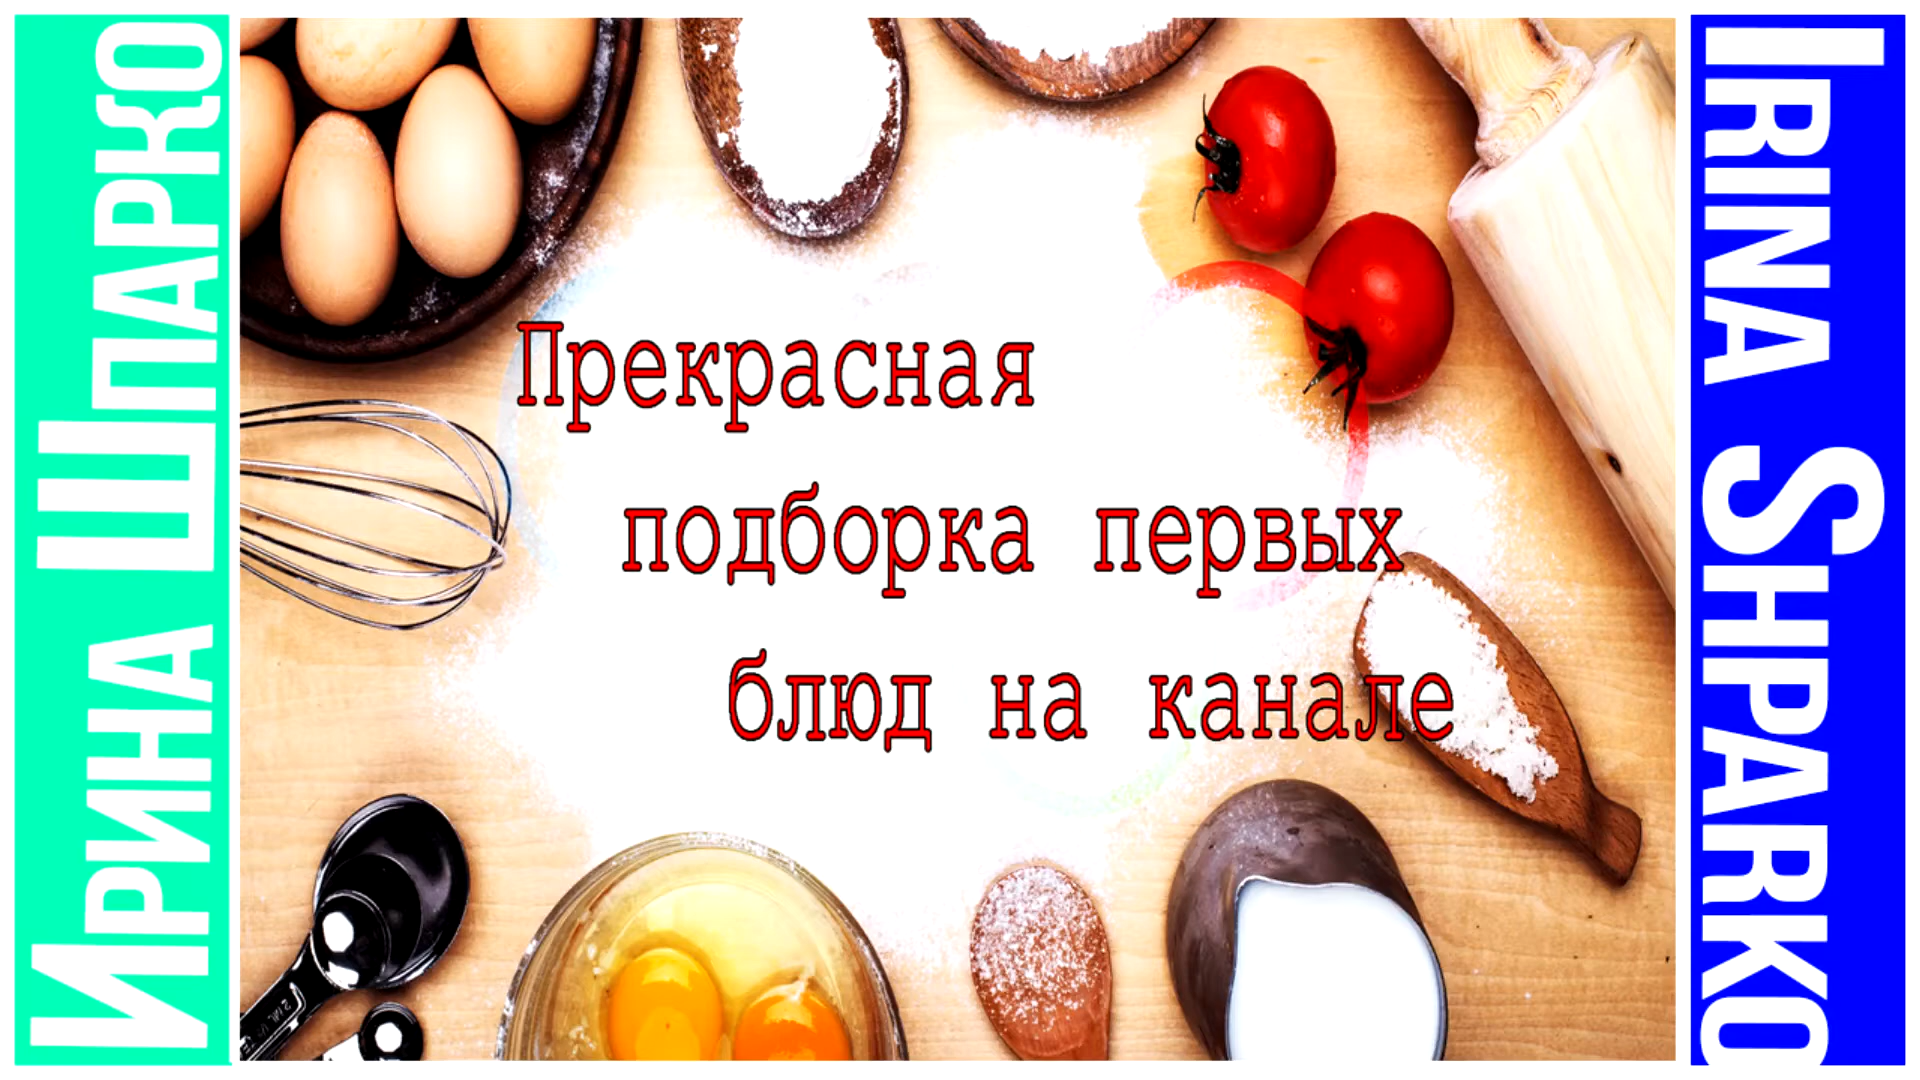 Ирина Шпарко
Прекрасная
подборка первых
блюд на канале
Irina Shparko